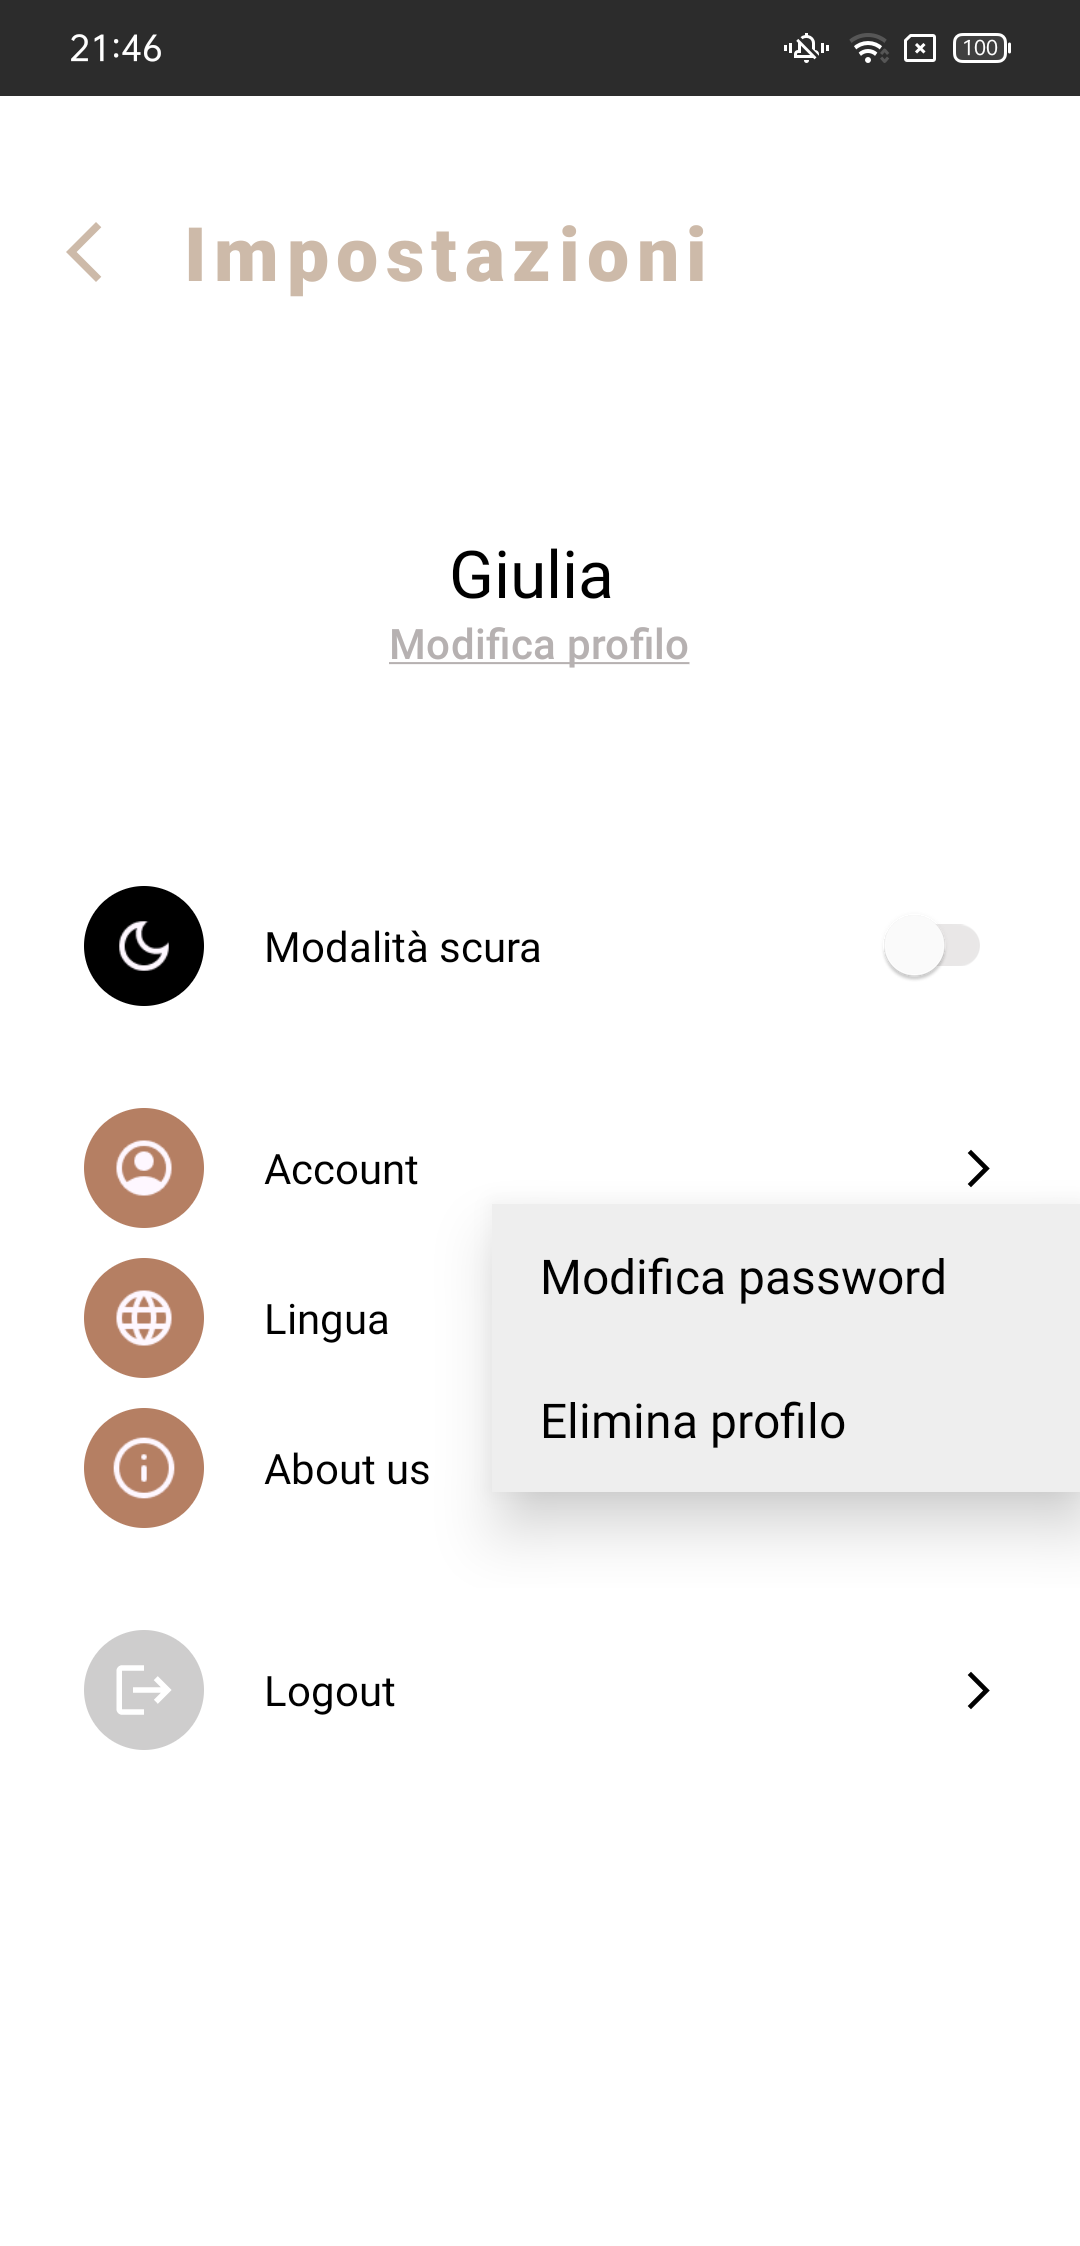 21:46
100
Impostazioni
Giulia
Modifica profilo
Modalità scura
Account
Modifica password
Lingua
Elimina profilo
About us
Logout